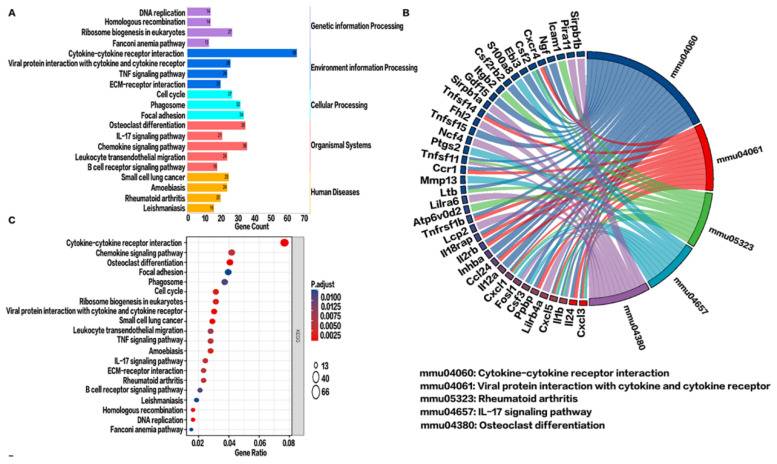 A
DNA replication
Homologous recombination
Ribosome biogenesis in eukaryotes
Fanconi anemia pathway
Cytokine-cytokine receptor interaction
Viral protein interaction with cytokine and cytokine receptor
TNF signaling pathway
ECM-receptor interaction
Cell cycle
Phagosome
Focal adhesion
Osteoclast differentiation
IL-17 signaling pathway
Chemokine signaling pathway
Leukocyte transendothelial migration
B cell receptor signaling pathway
Small cell lung cancer
Amoebiasis
Rheumatoid arthritis
Leishmaniasis
Genetic information Processing
Environment information Processing
Cellular Processing
Organismal Systems
Human Diseases
0 10 20 30 40 50 60 70
Gene Count
B
Sirpb1b
Pira11
Icam1
Ngf
Cxcr4
Csf2
Ebi3
S100a8
Csf2rb2
Itgb2
Gdf15
Sirpb1a
Tnfsf14
Fhl2
Tnfsf15
Ncf4
Ptgs2
Tnfsf11
Ccr1
Mmp13
Ltb
Lilra6
Atp6v0d2
Tnfrsf1b
Lcp2
Il18rap
Il2rb
Inhba
Ccl24
Il12a
Cxcl1
Fosl1
Csf3
Ppbp
Lilrb4a
Cxcl5
Il1b
Il24
Cxcl3
mmu04060
mmu04061
mmu05323
mmu04657
mmu04380
mmu04060: Cytokine-cytokine receptor interaction
mmu04061: Viral protein interaction with cytokine and cytokine receptor
mmu05323: Rheumatoid arthritis
mmu04657: IL-17 signaling pathway
mmu04380: Osteoclast differentiation
C
Cytokine-cytokine receptor interaction
Chemokine signaling pathway
Osteoclast differentiation
Focal adhesion
Phagosome
Cell cycle
Ribosome biogenesis in eukaryotes
Viral protein interaction with cytokine and cytokine receptor
Small cell lung cancer
Leukocyte transendothelial migration
TNF signaling pathway
Amoebiasis
IL-17 signaling pathway
ECM-receptor interaction
Rheumatoid arthritis
B cell receptor signaling pathway
Leishmaniasis
Homologous recombination
DNA replication
Fanconi anemia pathway
0.02 0.04 0.06 0.08
Gene Ratio
KEGG
P.adjust
0.0100
0.0075
0.0050
0.0025
13
40
66